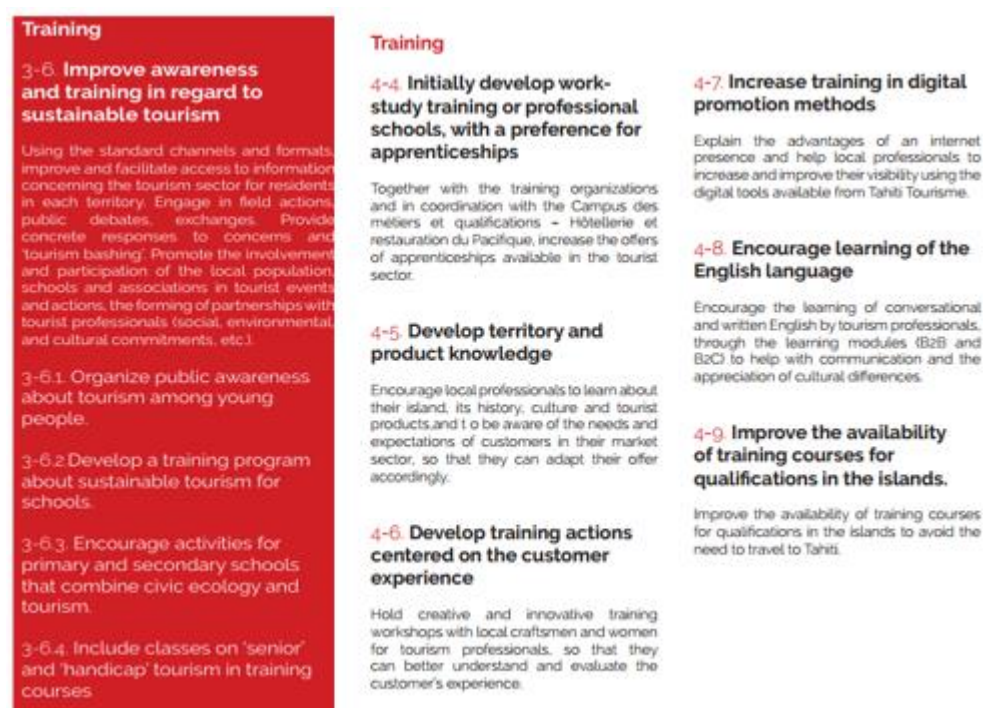 Training
3-6. Improve awareness
and training in regard to
sustainable tourism
Using the standard channels and formats,
improve and facilitate access to information
concerning the tourism sector for residents
in each territory. Engage in field actions,
public debates, exchanges. Provide
concrete responses to concerns and
'tourism bashing'. Promote the involvement
and participation of the local population,
schools and associations in tourist events
and actions, the forming of partnerships with
tourist professionals (social, environmental,
and cultural commitments, etc.).
3-6.1. Organize public awareness
about tourism among young
people.
3-6.2.Develop a training program
about sustainable tourism for
schools.
3-6.3. Encourage activities for
primary and secondary schools
that combine civic ecology and
tourism.
3-6.4. Include classes on 'senior'
and 'handicap' tourism in training
courses
Training
4-4. Initially develop work-
study training or professional
schools, with a preference for
apprenticeships
Together with the training organizations
and in coordination with the Campus des
métiers et qualifications – Hôtellerie et
restauration du Pacifique, increase the offers
of apprenticeships available in the tourist
sector.
4-5. Develop territory and
product knowledge
Encourage local professionals to learn about
their island, its history, culture and tourist
products,and t o be aware of the needs and
expectations of customers in their market
sector, so that they can adapt their offer
accordingly.
4-6. Develop training actions
centered on the customer
experience
Hold creative and innovative training
workshops with local craftsmen and women
for tourism professionals, so that they
can better understand and evaluate the
customer's experience.
4-7. Increase training in digital
promotion methods
Explain the advantages of an internet
presence and help local professionals to
increase and improve their visibility using the
digital tools available from Tahiti Tourisme.
4-8. Encourage learning of the
English language
Encourage the learning of conversational
and written English by tourism professionals,
through the learning modules (B2B and
B2C) to help with communication and the
appreciation of cultural differences.
4-9. Improve the availability
of training courses for
qualifications in the islands.
Improve the availability of training courses
for qualifications in the islands to avoid the
need to travel to Tahiti.